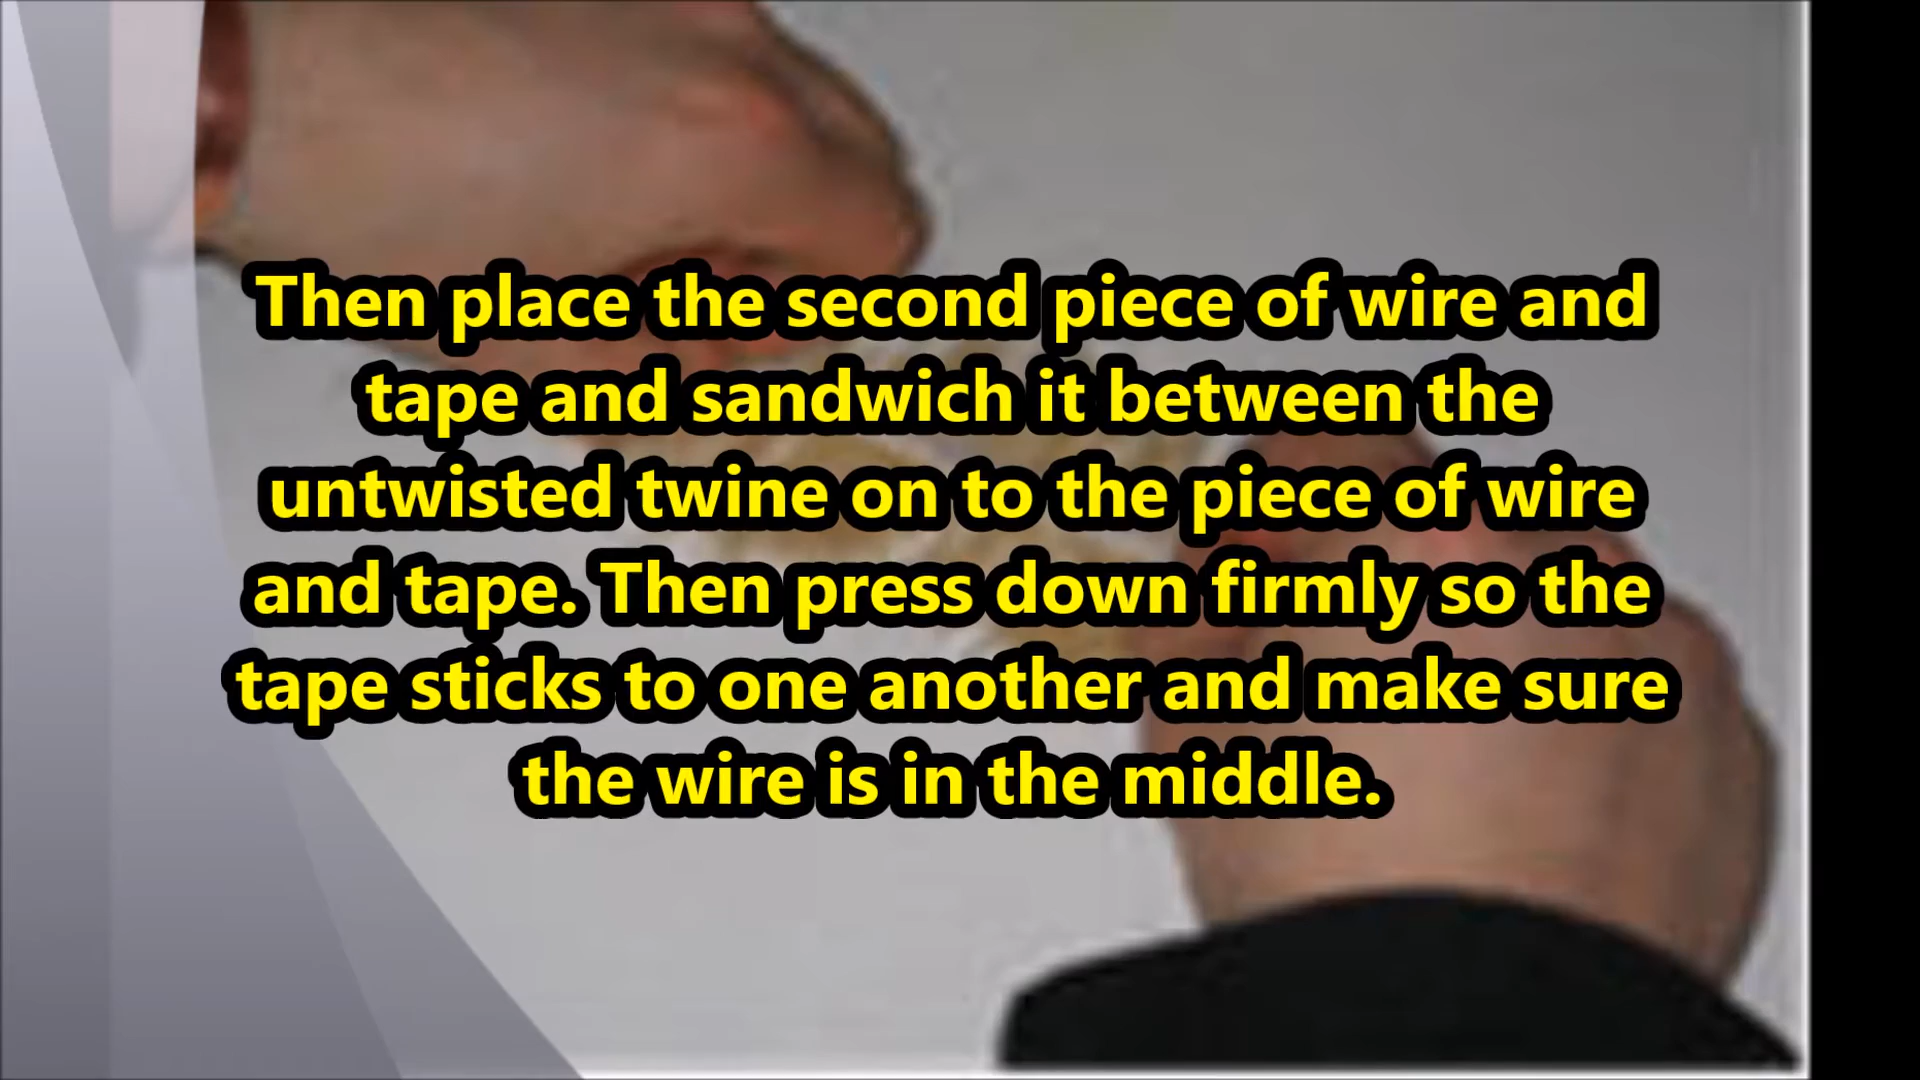 Then place the second piece of wire and
tape and sandwich it between the
untwisted twine on to the piece of wire
and tape. Then press down firmly so the
tape sticks to one another and make sure
the wire is in the middle.